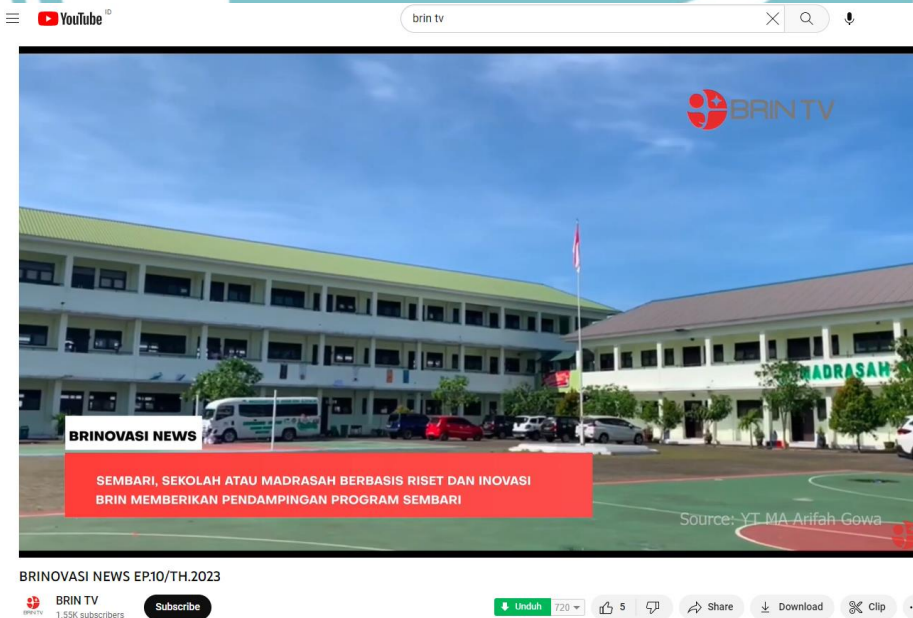 YouTube ID
brin tv
BRIN TV
MADRASAH
BRINOVASI NEWS
SEMBARI, SEKOLAH ATAU MADRASAH BERBASIS RISET DAN INOVASI
BRIN MEMBERIKAN PENDAMPINGAN PROGRAM SEMBARI
Source: YT MA Arifah Gowa
BRINOVASI NEWS EP.10/TH.2023
BRIN TV
BRIN TV
1.55K subscribers
Subscribe
Unduh
720
5
Share
Download
Clip